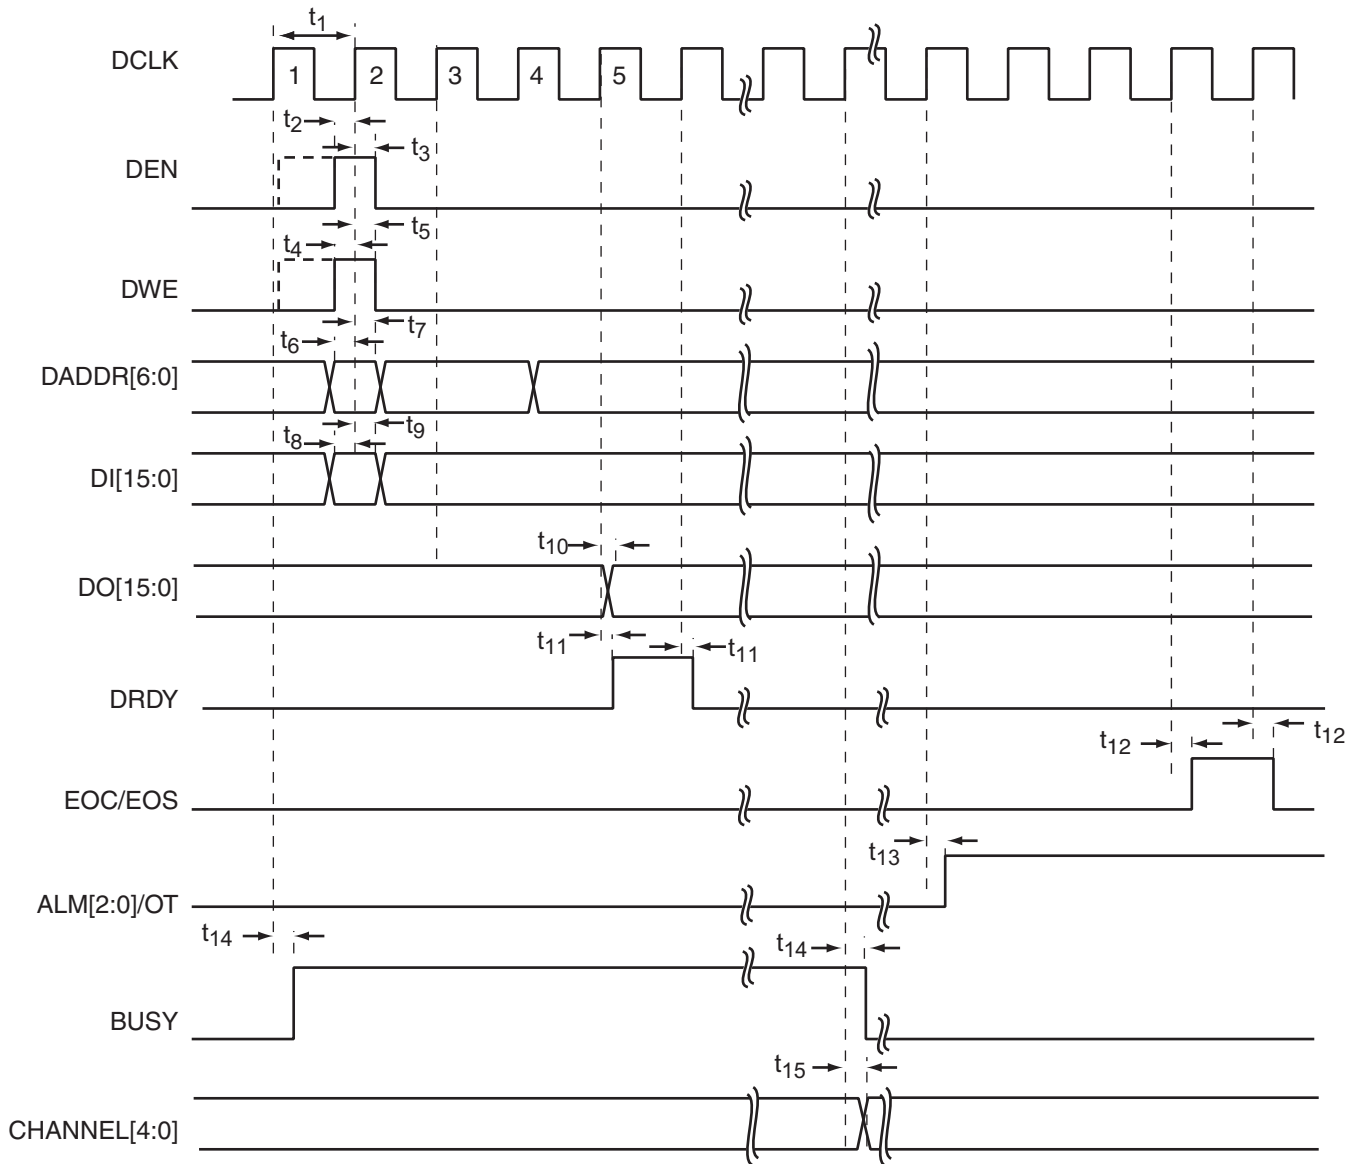 t1
DCLK
1 2 3 4 5
t2
t3
DEN
t5
t4
DWE
t7
t6
DADDR[6:0]
t9
t8
DI[15:0]
t10
DO[15:0]
t11
t11
DRDY
t12
t12
EOC/EOS
t13
ALM[2:0]/OT
t14
t14
BUSY
t15
CHANNEL[4:0]